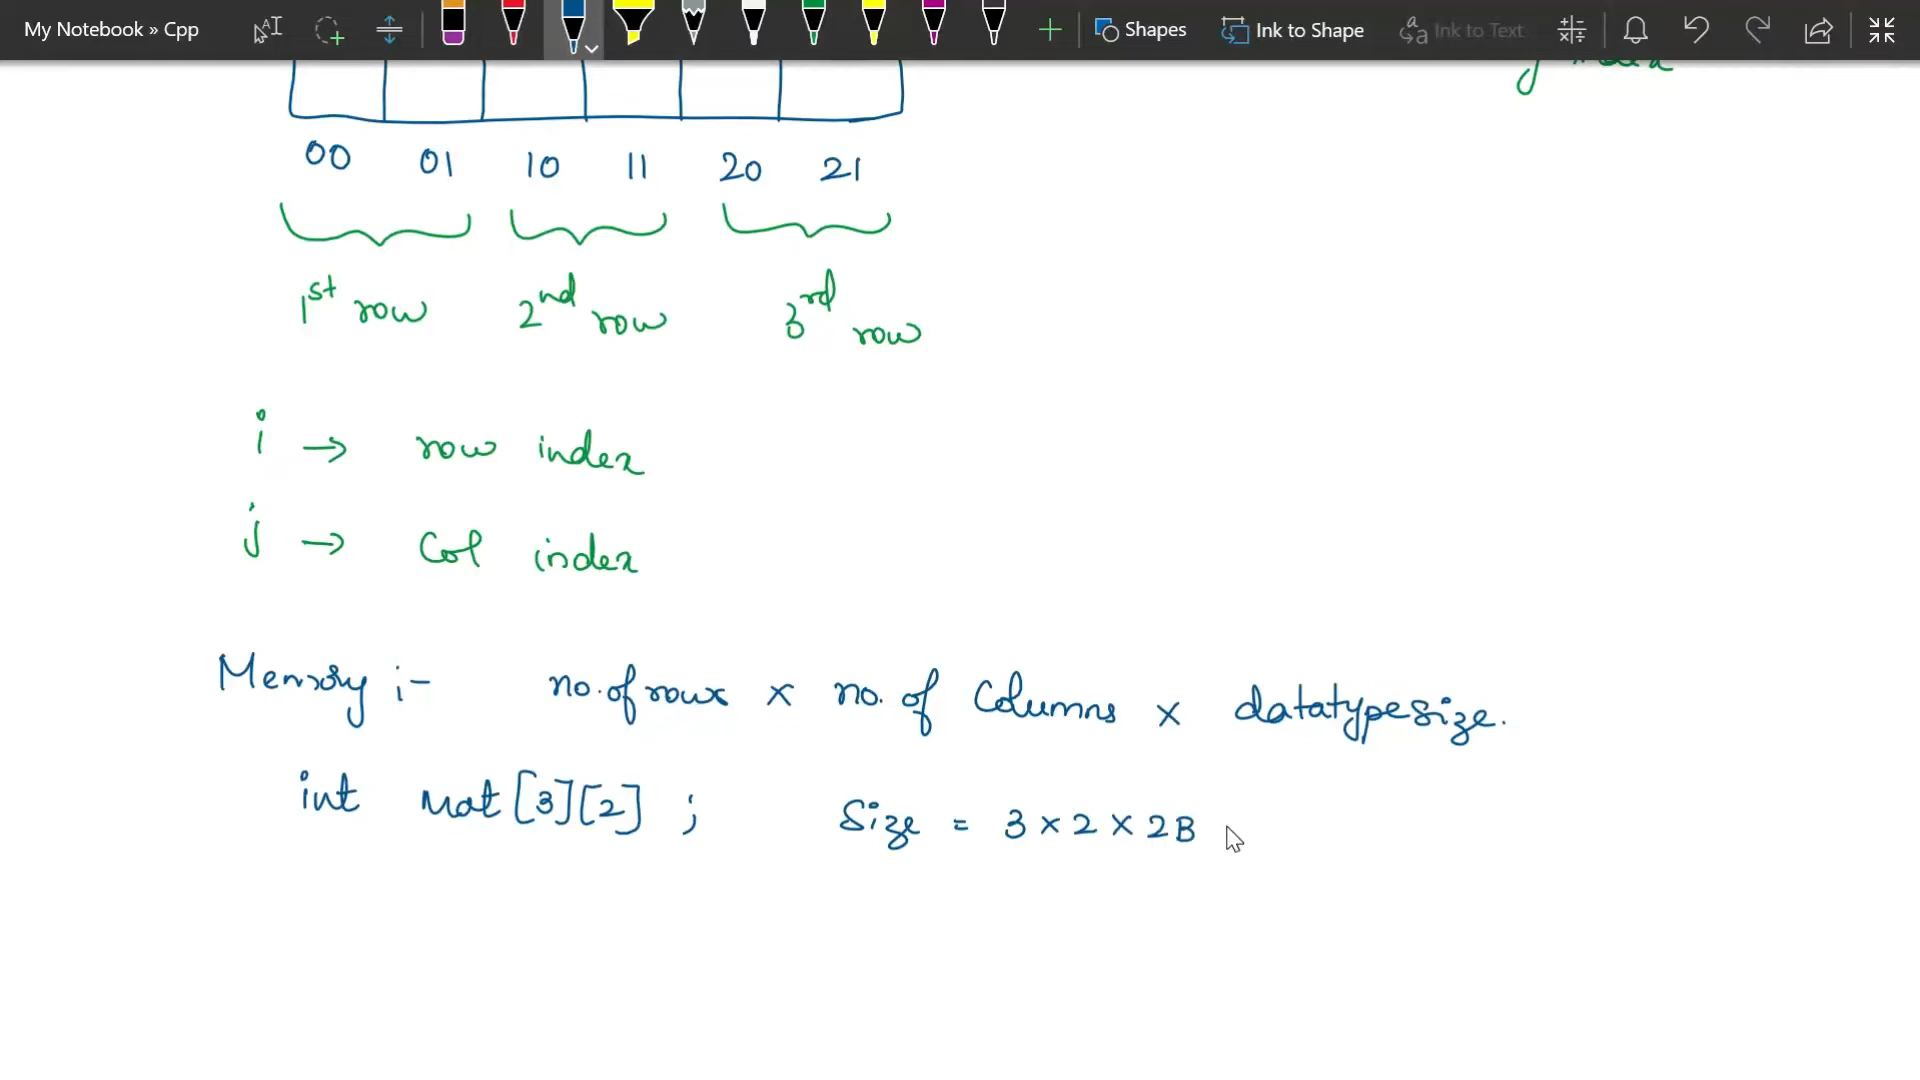 My Notebook » Cpp
Shapes
Ink to Shape
Ink to Text
index
00 01 10 11 20 21
1st row 2nd row 3rd row
i → row index
j → Col index
Memory :- no. of rows × no. of Columns × datatypesize.
int mat[3][2] ; Size = 3 × 2 × 2B